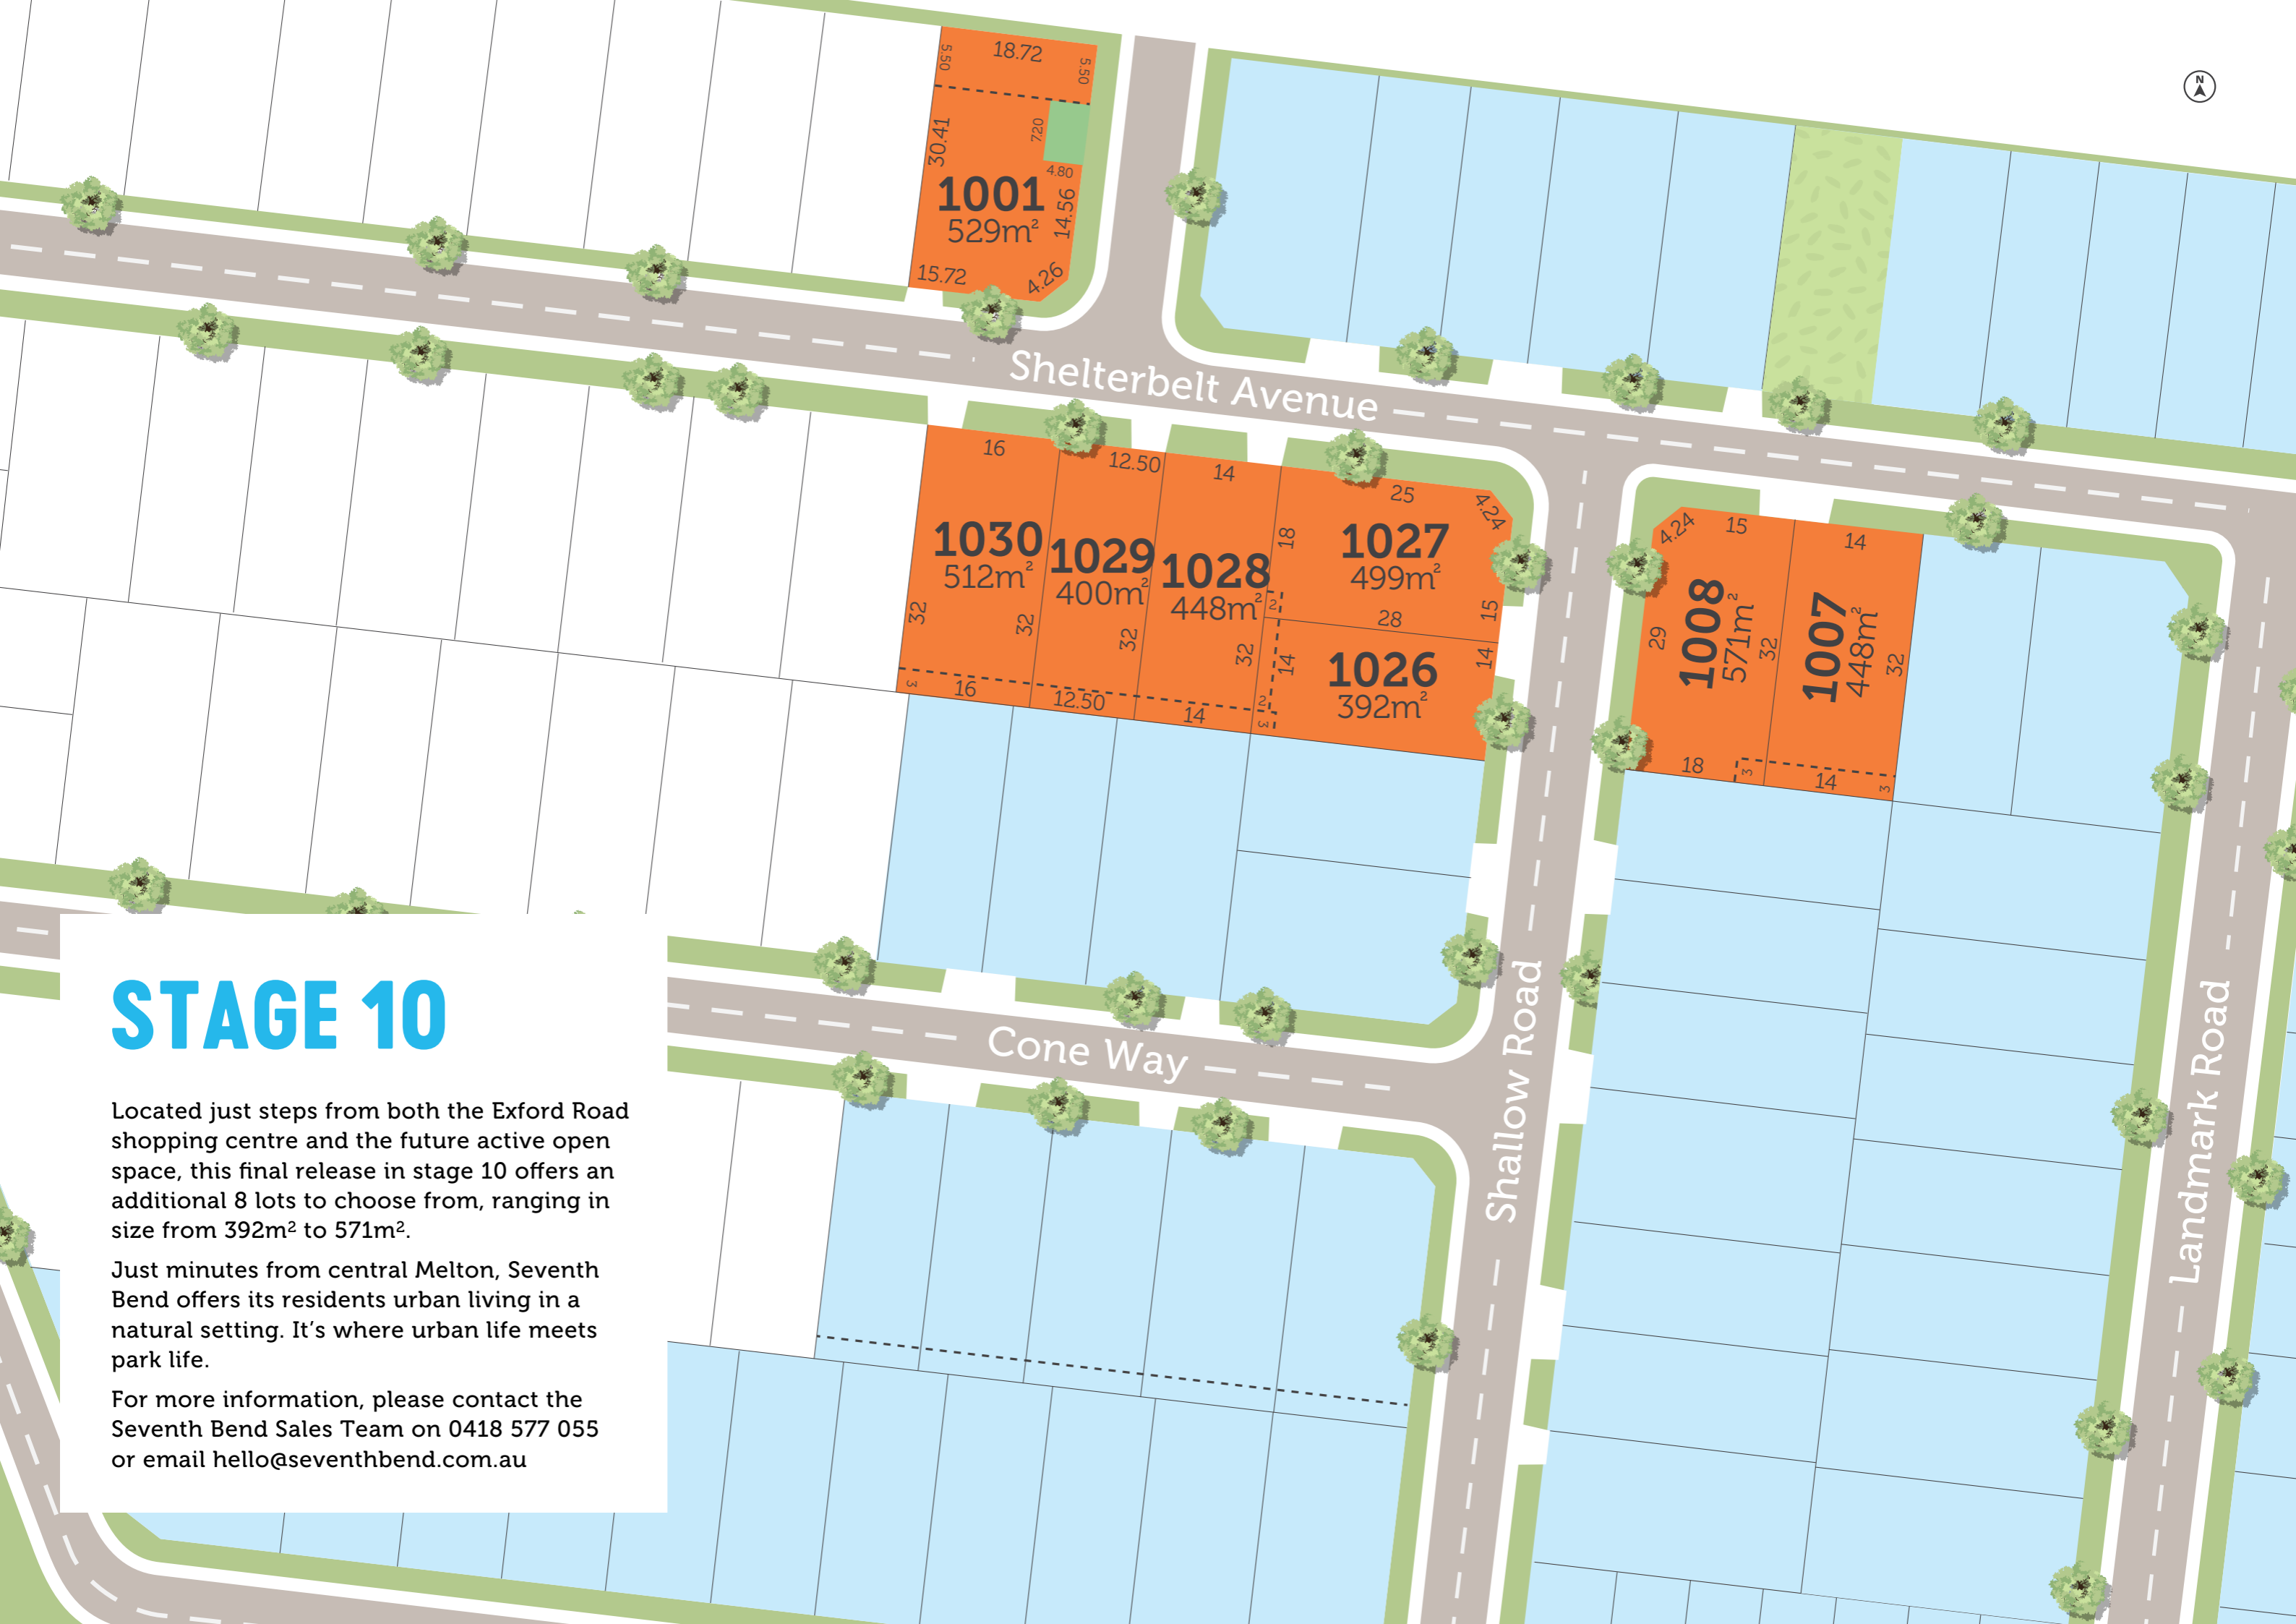 N
5.50
18.72
5.50
30.41
7.20
4.80
1001
529m²
14.56
15.72
4.26
Shelterbelt Avenue
16
12.50
14
25
4.24
1030
512m²
1029
400m²
1028
448m²
18
1027
499m²
2
28
15
32
32
32
32
14
1026
392m²
14
3
16
12.50
14
2
3
4.24
15
14
29
1008
571m²
32
1007
448m²
32
18
3
14
3
Cone Way
Shallow Road
Landmark Road
STAGE 10
Located just steps from both the Exford Road
shopping centre and the future active open
space, this final release in stage 10 offers an
additional 8 lots to choose from, ranging in
size from 392m² to 571m².
Just minutes from central Melton, Seventh
Bend offers its residents urban living in a
natural setting. It’s where urban life meets
park life.
For more information, please contact the
Seventh Bend Sales Team on 0418 577 055
or email hello@seventhbend.com.au